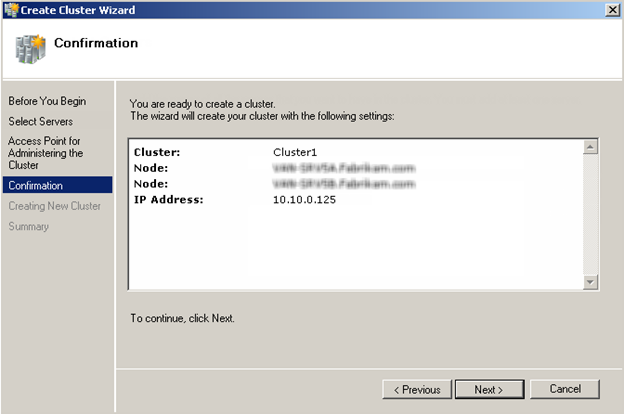 Create Cluster Wizard
Confirmation
Before You Begin
Select Servers
Access Point for
Administering the
Cluster
Confirmation
Creating New Cluster
Summary
You are ready to create a cluster.
The wizard will create your cluster with the following settings:
Cluster: Cluster1
Node:
Node:
IP Address: 10.10.0.125
To continue, click Next.
< Previous
Next >
Cancel